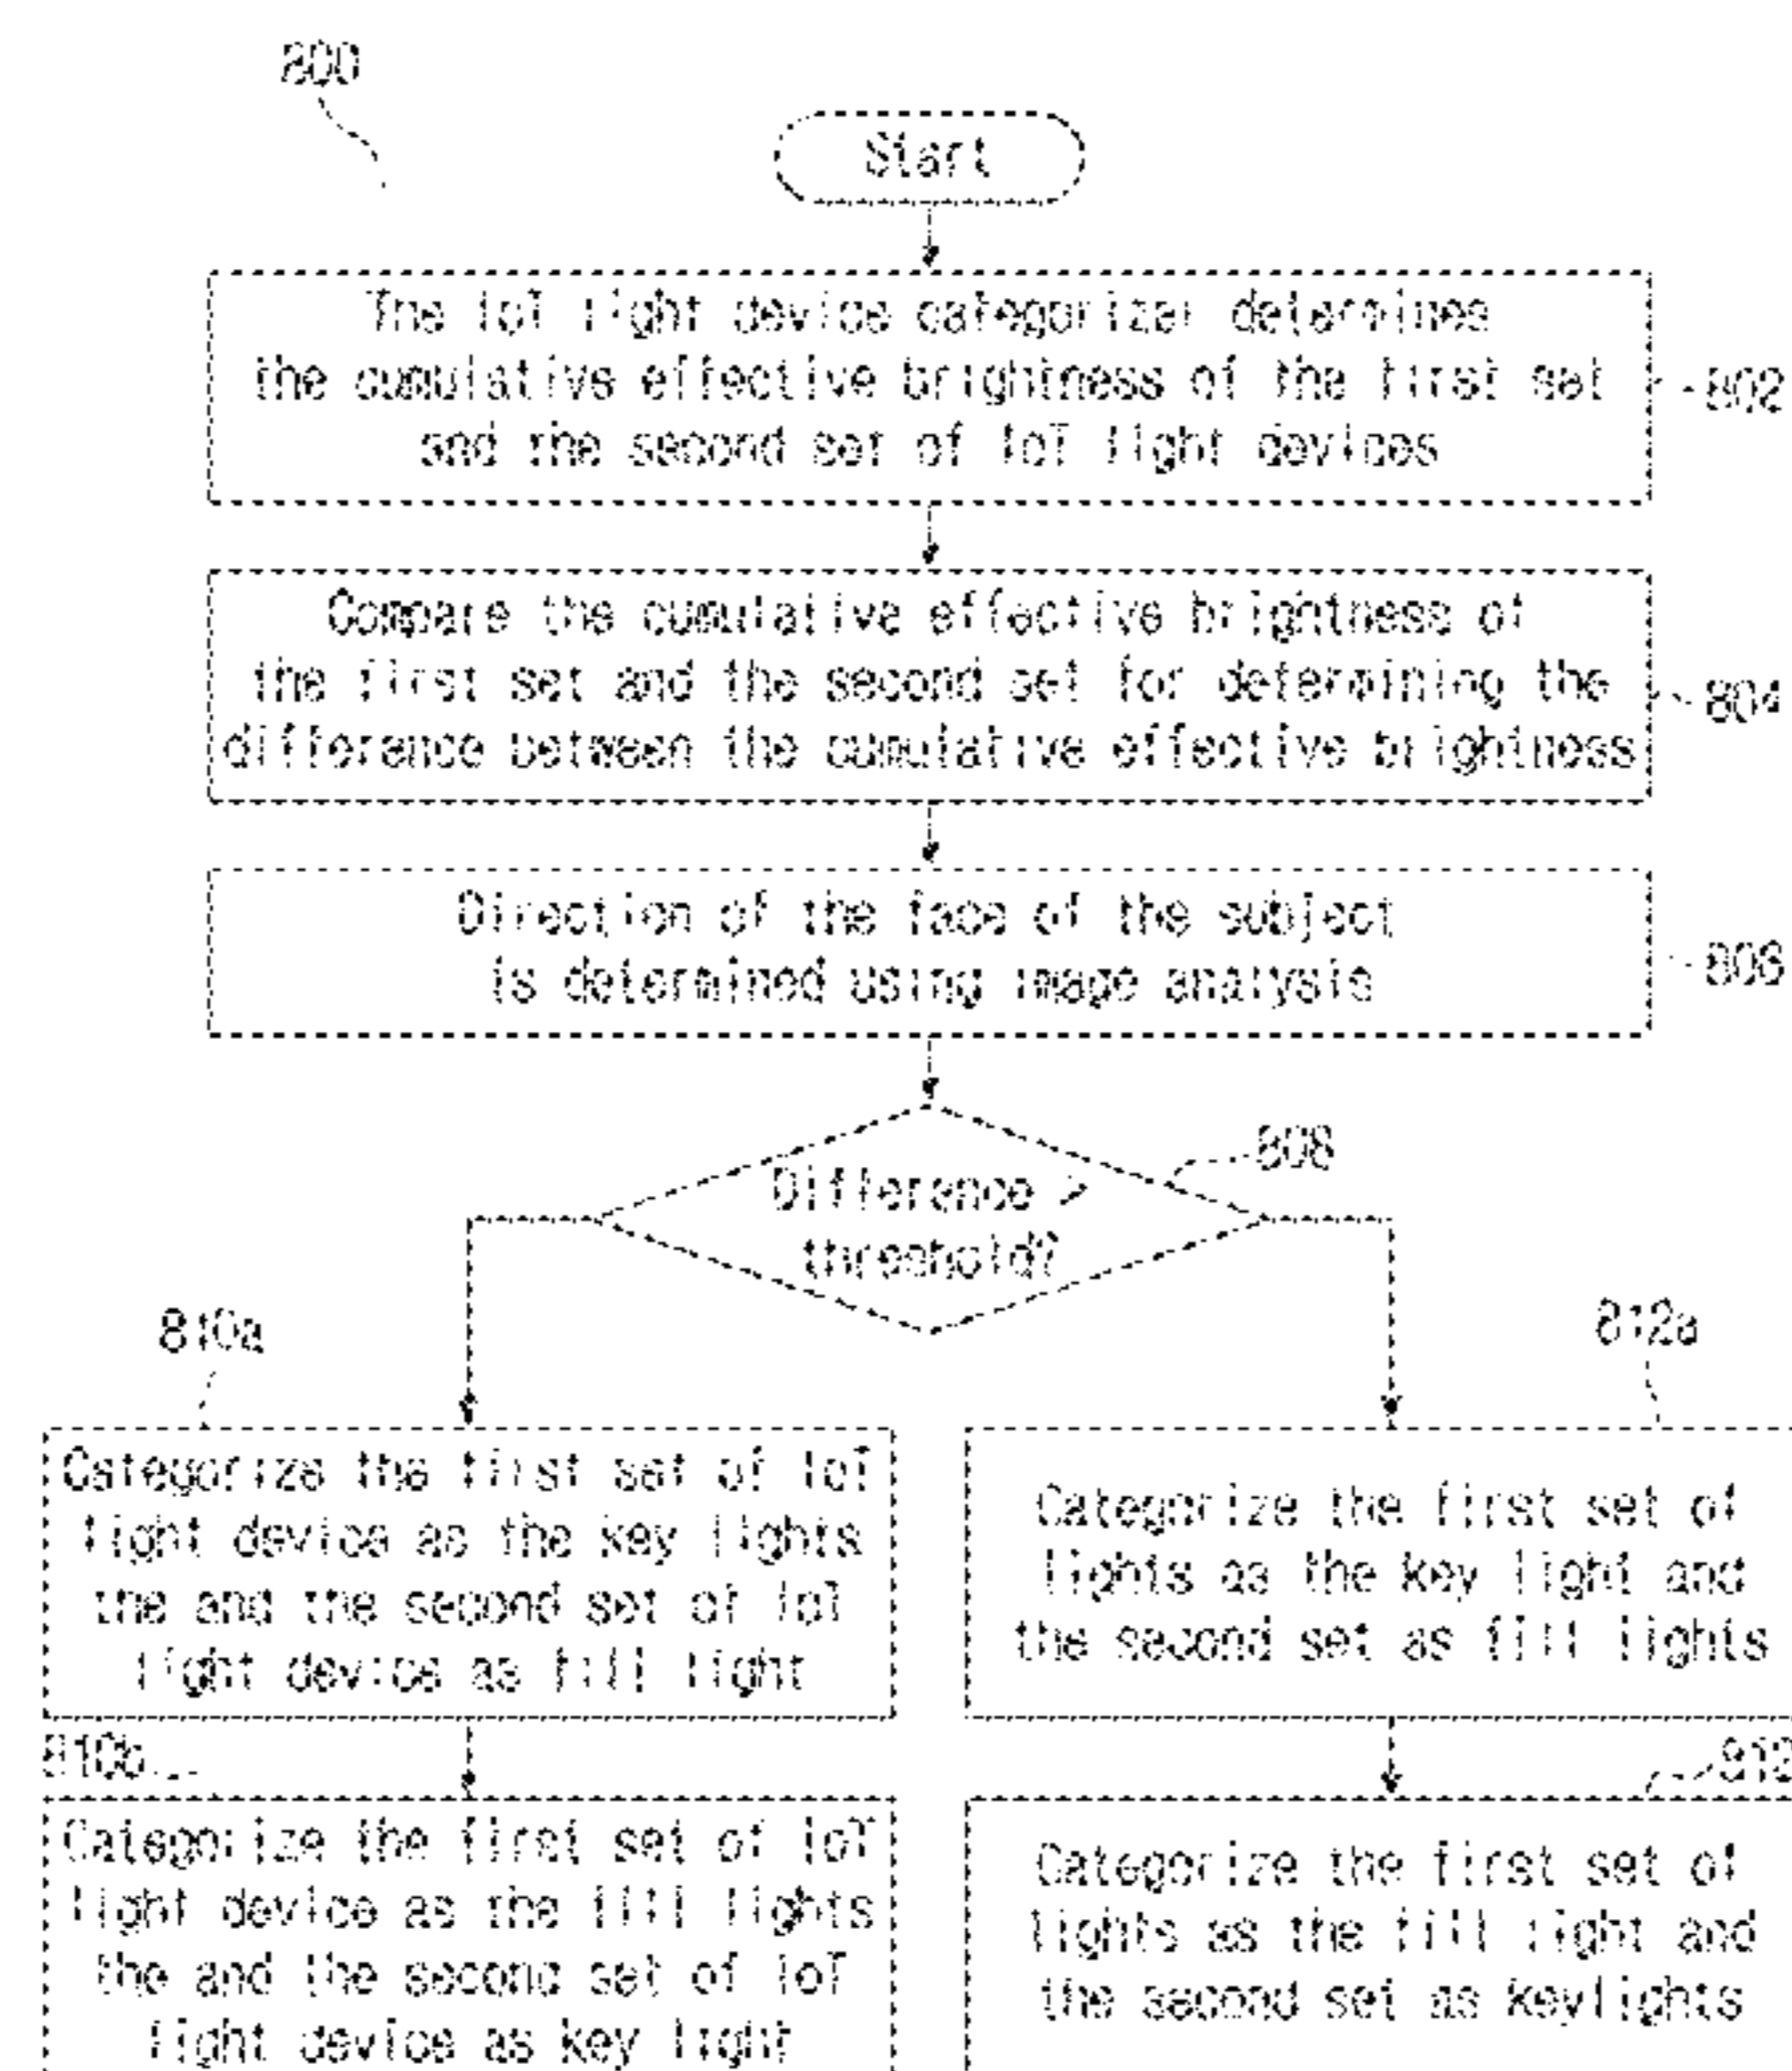 800
Start
The IoT light device categorizer determines
the cumulative effective brightness of the first set
and the second set of IoT light devices
802
Compare the cumulative effective brightness of
the first set and the second set for determining the
difference between the cumulative effective brightness
804
Direction of the face of the subject
is determined using image analysis
806
Difference >
threshold?
808
810a
812a
Categorize the first set of IoT
light device as the key lights
the and the second set of IoT
light device as fill light
Categorize the first set of
lights as the key light and
the second set as fill lights
810b
812
Categorize the first set of IoT
light device as the fill lights
the and the second set of IoT
light device as key light
Categorize the first set of
lights as the fill light and
the second set as keylights